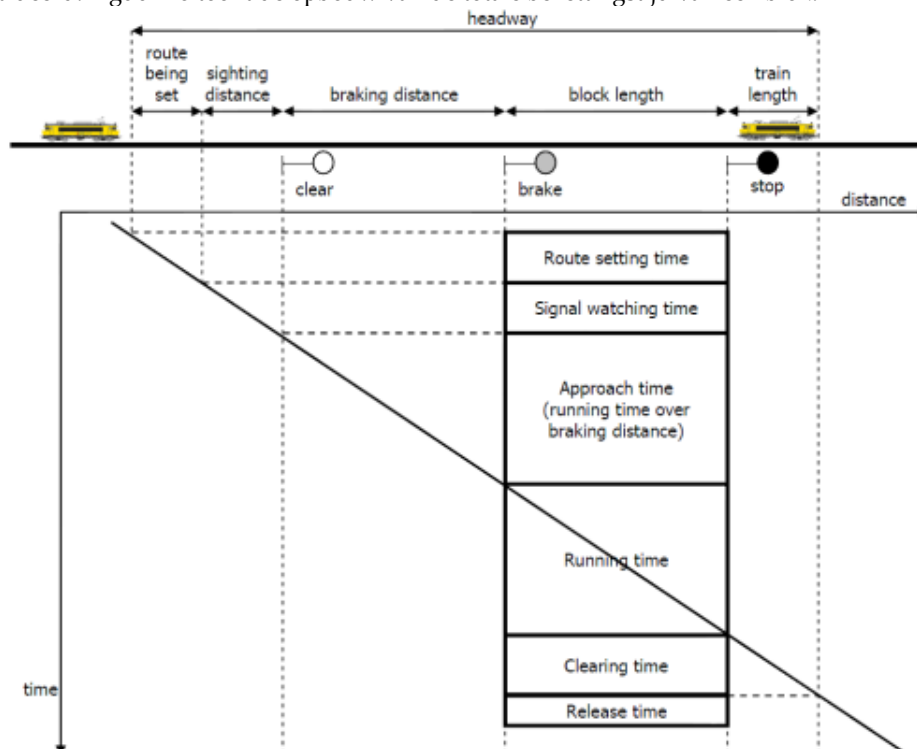 headway
route
being
set
sighting
distance
braking distance
block length
train
length
clear
brake
stop
distance
Route setting time
Signal watching time
Approach time
(running time over
braking distance)
Running time
Clearing time
time
Release time